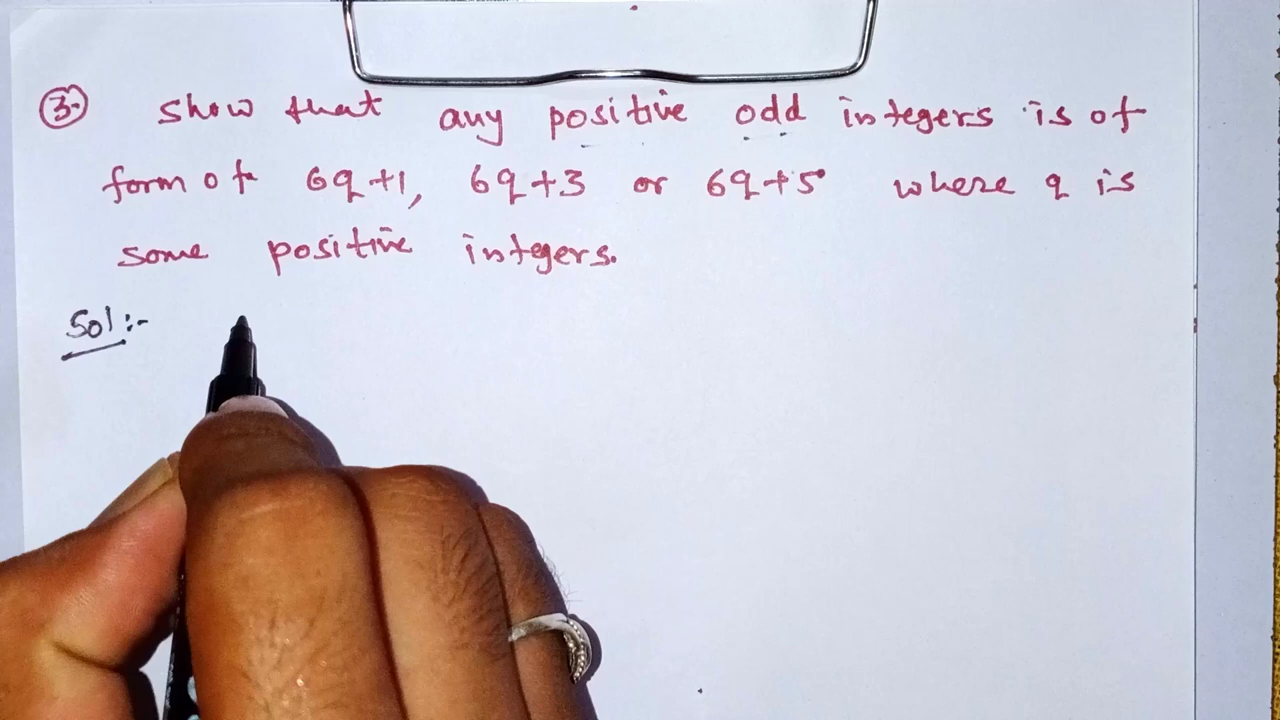 3. Show that any positive odd integers is of
form of 6q+1, 6q+3 or 6q+5 where q is
some positive integers.
Sol:-